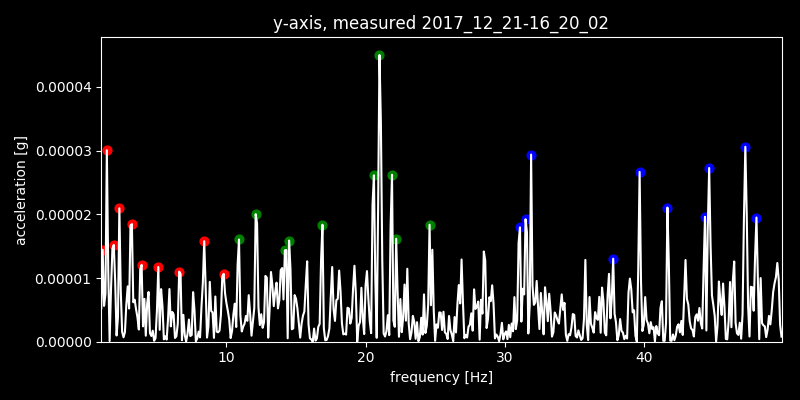 y-axis, measured 2017_12_21-16_20_02
acceleration [g]
0.00004
0.00003
0.00002
0.00001
0.00000
10 20 30 40
frequency [Hz]